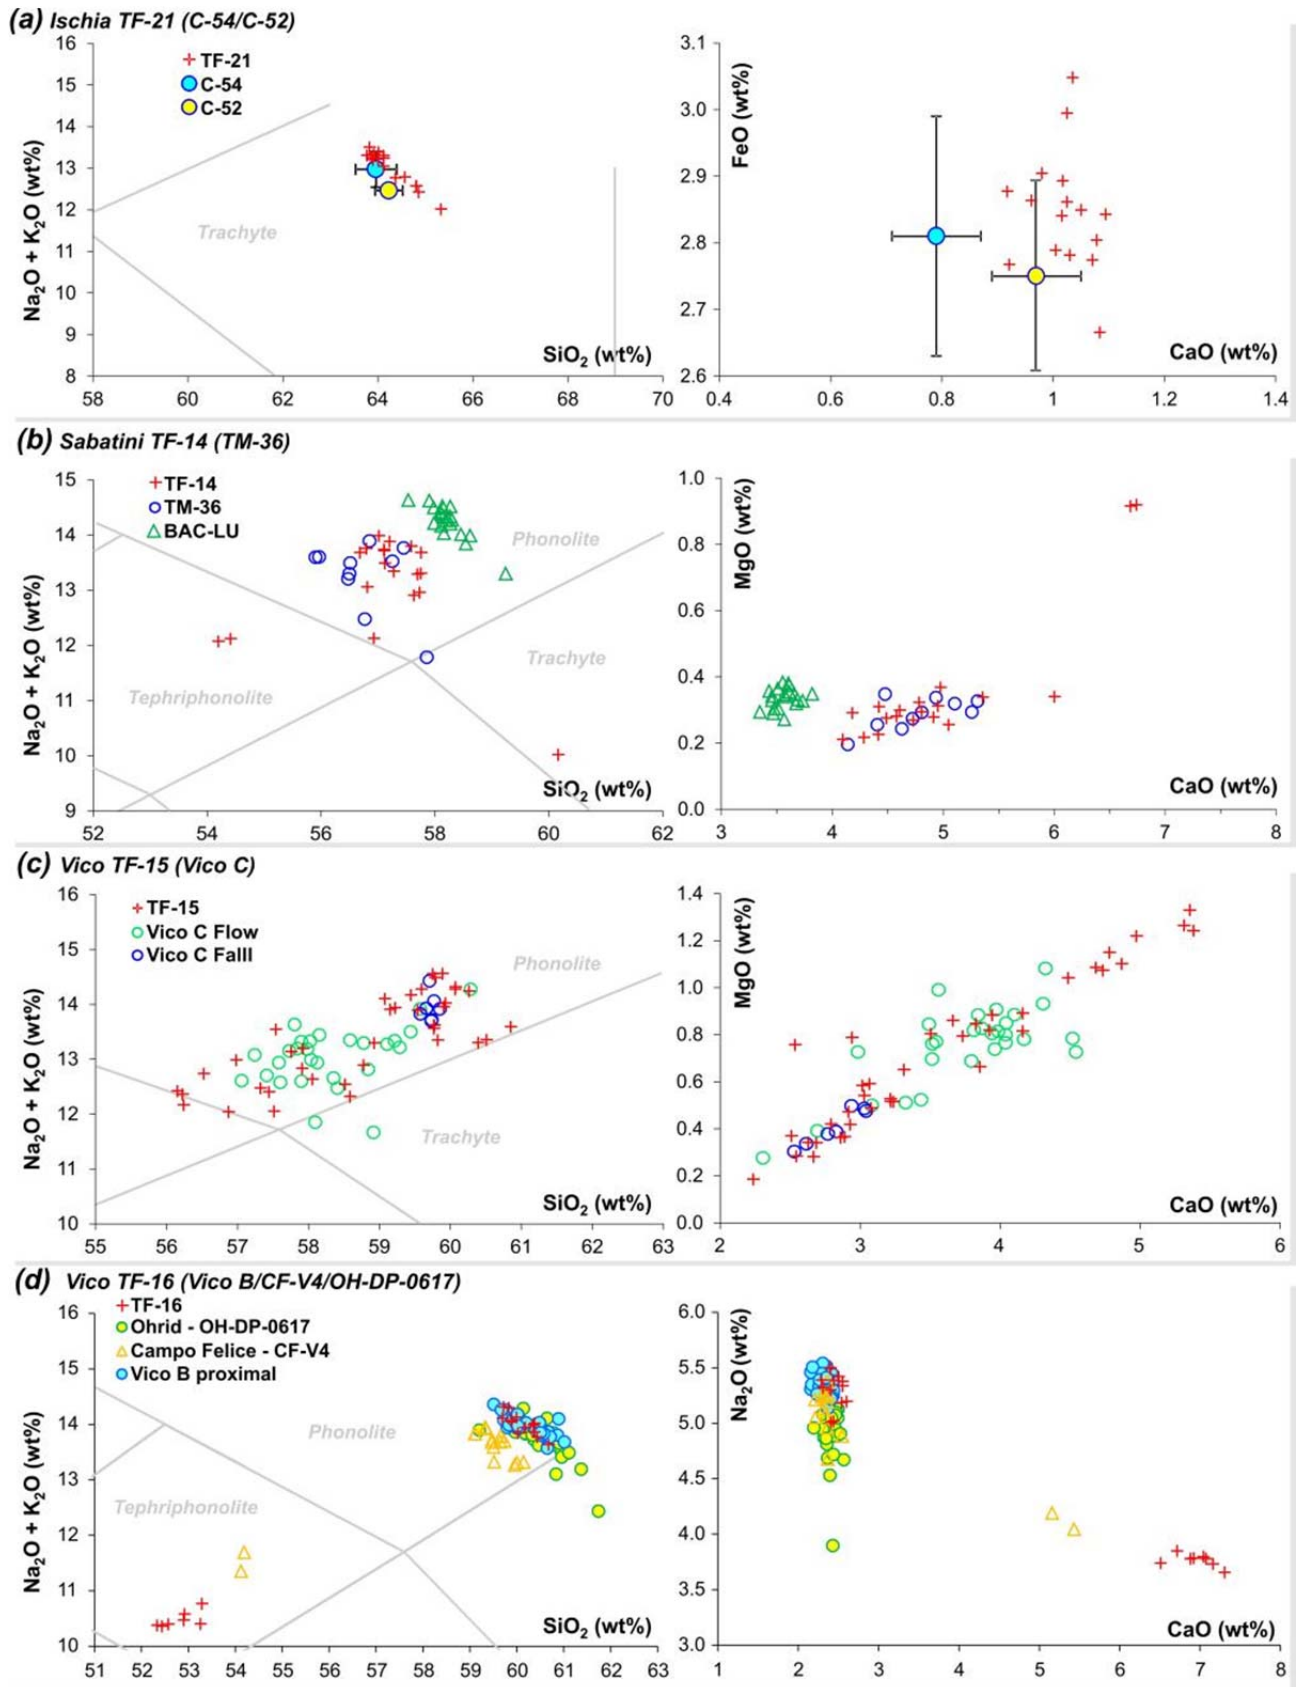 (a) Ischia TF-21 (C-54/C-52)
16
15
14
13
12
11
10
9
8
Na2O + K2O (wt%)
TF-21
C-54
C-52
Trachyte
SiO2 (wt%)
58 60 62 64 66 68 70
3.1
3.0
2.9
2.8
2.7
2.6
FeO (wt%)
CaO (wt%)
0.4 0.6 0.8 1 1.2 1.4
(b) Sabatini TF-14 (TM-36)
15
14
13
12
11
10
9
Na2O + K2O (wt%)
TF-14
TM-36
BAC-LU
Phonolite
Trachyte
Tephriphonolite
SiO2 (wt%)
52 54 56 58 60 62
1.0
0.8
0.6
0.4
0.2
0.0
MgO (wt%)
CaO (wt%)
3 4 5 6 7 8
(c) Vico TF-15 (Vico C)
16
15
14
13
12
11
10
Na2O + K2O (wt%)
TF-15
Vico C Flow
Vico C Falll
Phonolite
Trachyte
SiO2 (wt%)
55 56 57 58 59 60 61 62 63
1.4
1.2
1.0
0.8
0.6
0.4
0.2
0.0
MgO (wt%)
CaO (wt%)
2 3 4 5 6
(d) Vico TF-16 (Vico B/CF-V4/OH-DP-0617)
16
15
14
13
12
11
10
Na2O + K2O (wt%)
TF-16
Ohrid - OH-DP-0617
Campo Felice - CF-V4
Vico B proximal
Phonolite
Tephriphonolite
SiO2 (wt%)
51 52 53 54 55 56 57 58 59 60 61 62 63
6.0
5.5
5.0
4.5
4.0
3.5
3.0
Na2O (wt%)
CaO (wt%)
1 2 3 4 5 6 7 8